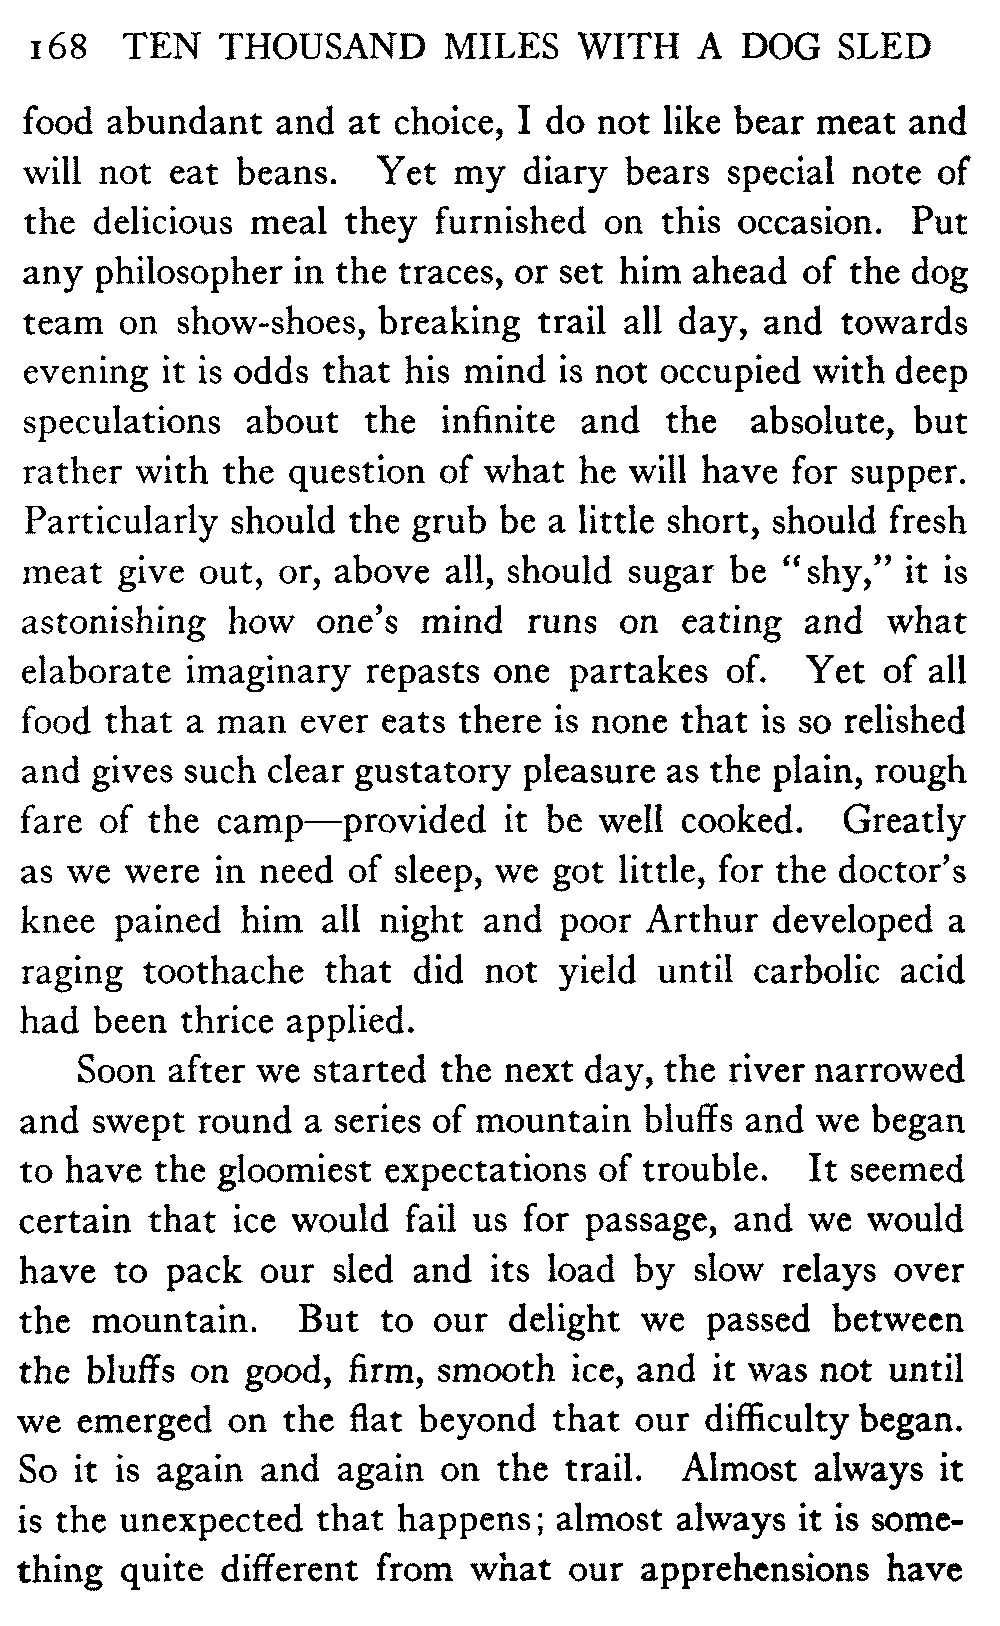 168 TEN THOUSAND MILES WITH A DOG SLED
food abundant and at choice, I do not like bear meat and
will not eat beans. Yet my diary bears special note of
the delicious meal they furnished on this occasion. Put
any philosopher in the traces, or set him ahead of the dog
team on show-shoes, breaking trail all day, and towards
evening it is odds that his mind is not occupied with deep
speculations about the infinite and the absolute, but
rather with the question of what he will have for supper.
Particularly should the grub be a little short, should fresh
meat give out, or, above all, should sugar be "shy," it is
astonishing how one's mind runs on eating and what
elaborate imaginary repasts one partakes of. Yet of all
food that a man ever eats there is none that is so relished
and gives such clear gustatory pleasure as the plain, rough
fare of the camp—provided it be well cooked. Greatly
as we were in need of sleep, we got little, for the doctor's
knee pained him all night and poor Arthur developed a
raging toothache that did not yield until carbolic acid
had been thrice applied.
Soon after we started the next day, the river narrowed
and swept round a series of mountain bluffs and we began
to have the gloomiest expectations of trouble. It seemed
certain that ice would fail us for passage, and we would
have to pack our sled and its load by slow relays over
the mountain. But to our delight we passed between
the bluffs on good, firm, smooth ice, and it was not until
we emerged on the flat beyond that our difficulty began.
So it is again and again on the trail. Almost always it
is the unexpected that happens; almost always it is some-
thing quite different from what our apprehensions have